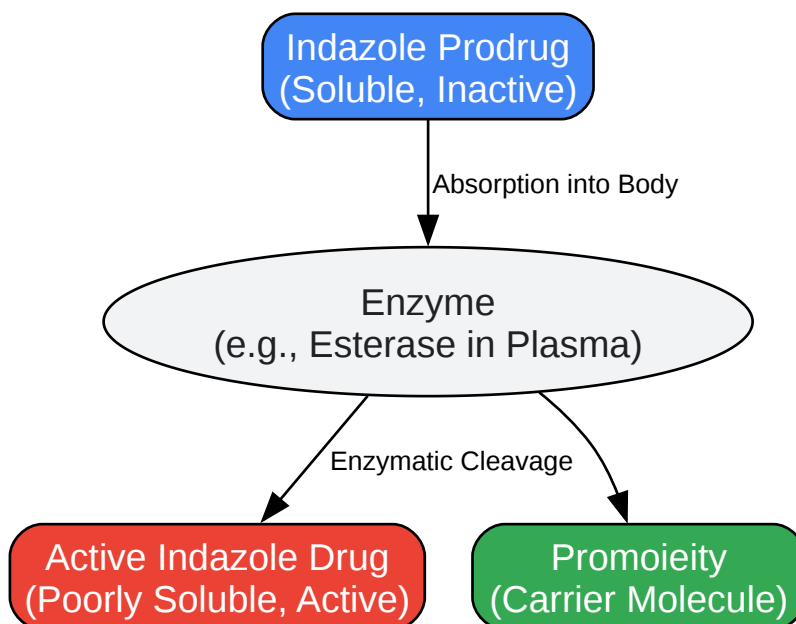 Indazole Prodrug
(Soluble, Inactive)
Absorption into Body
Enzyme
(e.g., Esterase in Plasma)
Enzymatic Cleavage
Active Indazole Drug
(Poorly Soluble, Active)
Promoieity
(Carrier Molecule)